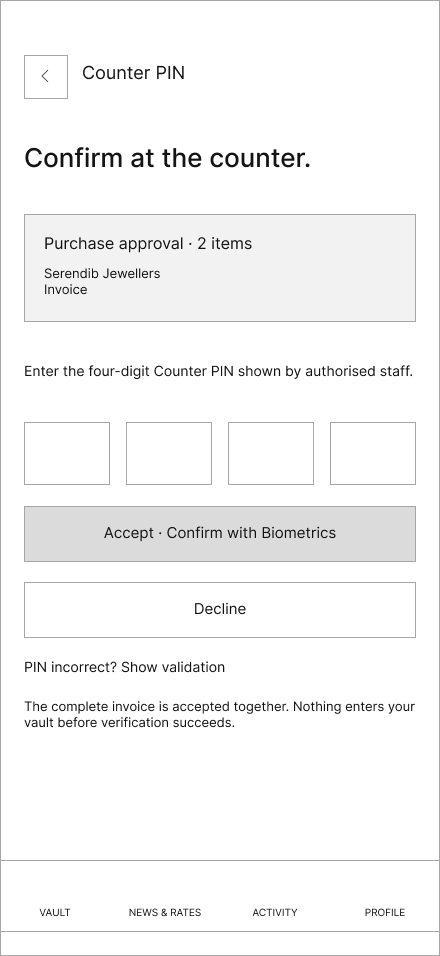 Counter PIN
Confirm at the counter.
Purchase approval · 2 items
Serendib Jewellers
Invoice
Enter the four-digit Counter PIN shown by authorised staff.
Accept · Confirm with Biometrics
Decline
PIN incorrect? Show validation
The complete invoice is accepted together. Nothing enters your
vault before verification succeeds.
VAULT NEWS & RATES ACTIVITY PROFILE